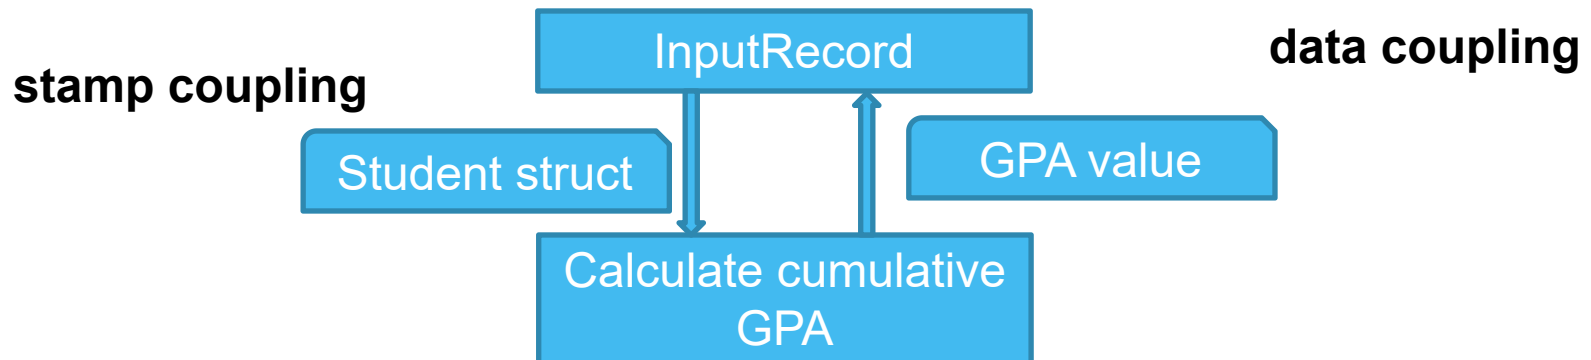 InputRecord
data coupling
stamp coupling
Student struct
GPA value
Calculate cumulative
GPA